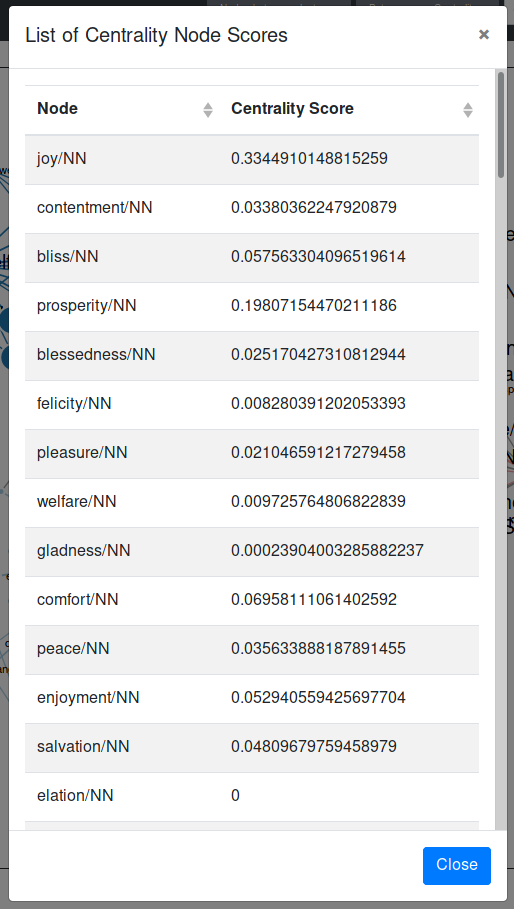 List of Centrality Node Scores ×
Node Centrality Score
joy/NN 0.3344910148815259
contentment/NN 0.03380362247920879
bliss/NN 0.057563304096519614
prosperity/NN 0.19807154470211186
blessedness/NN 0.025170427310812944
felicity/NN 0.008280391202053393
pleasure/NN 0.021046591217279458
welfare/NN 0.009725764806822839
gladness/NN 0.00023904003285882237
comfort/NN 0.06958111061402592
peace/NN 0.035633888187891455
enjoyment/NN 0.052940559425697704
salvation/NN 0.04809679759458979
elation/NN 0
Close